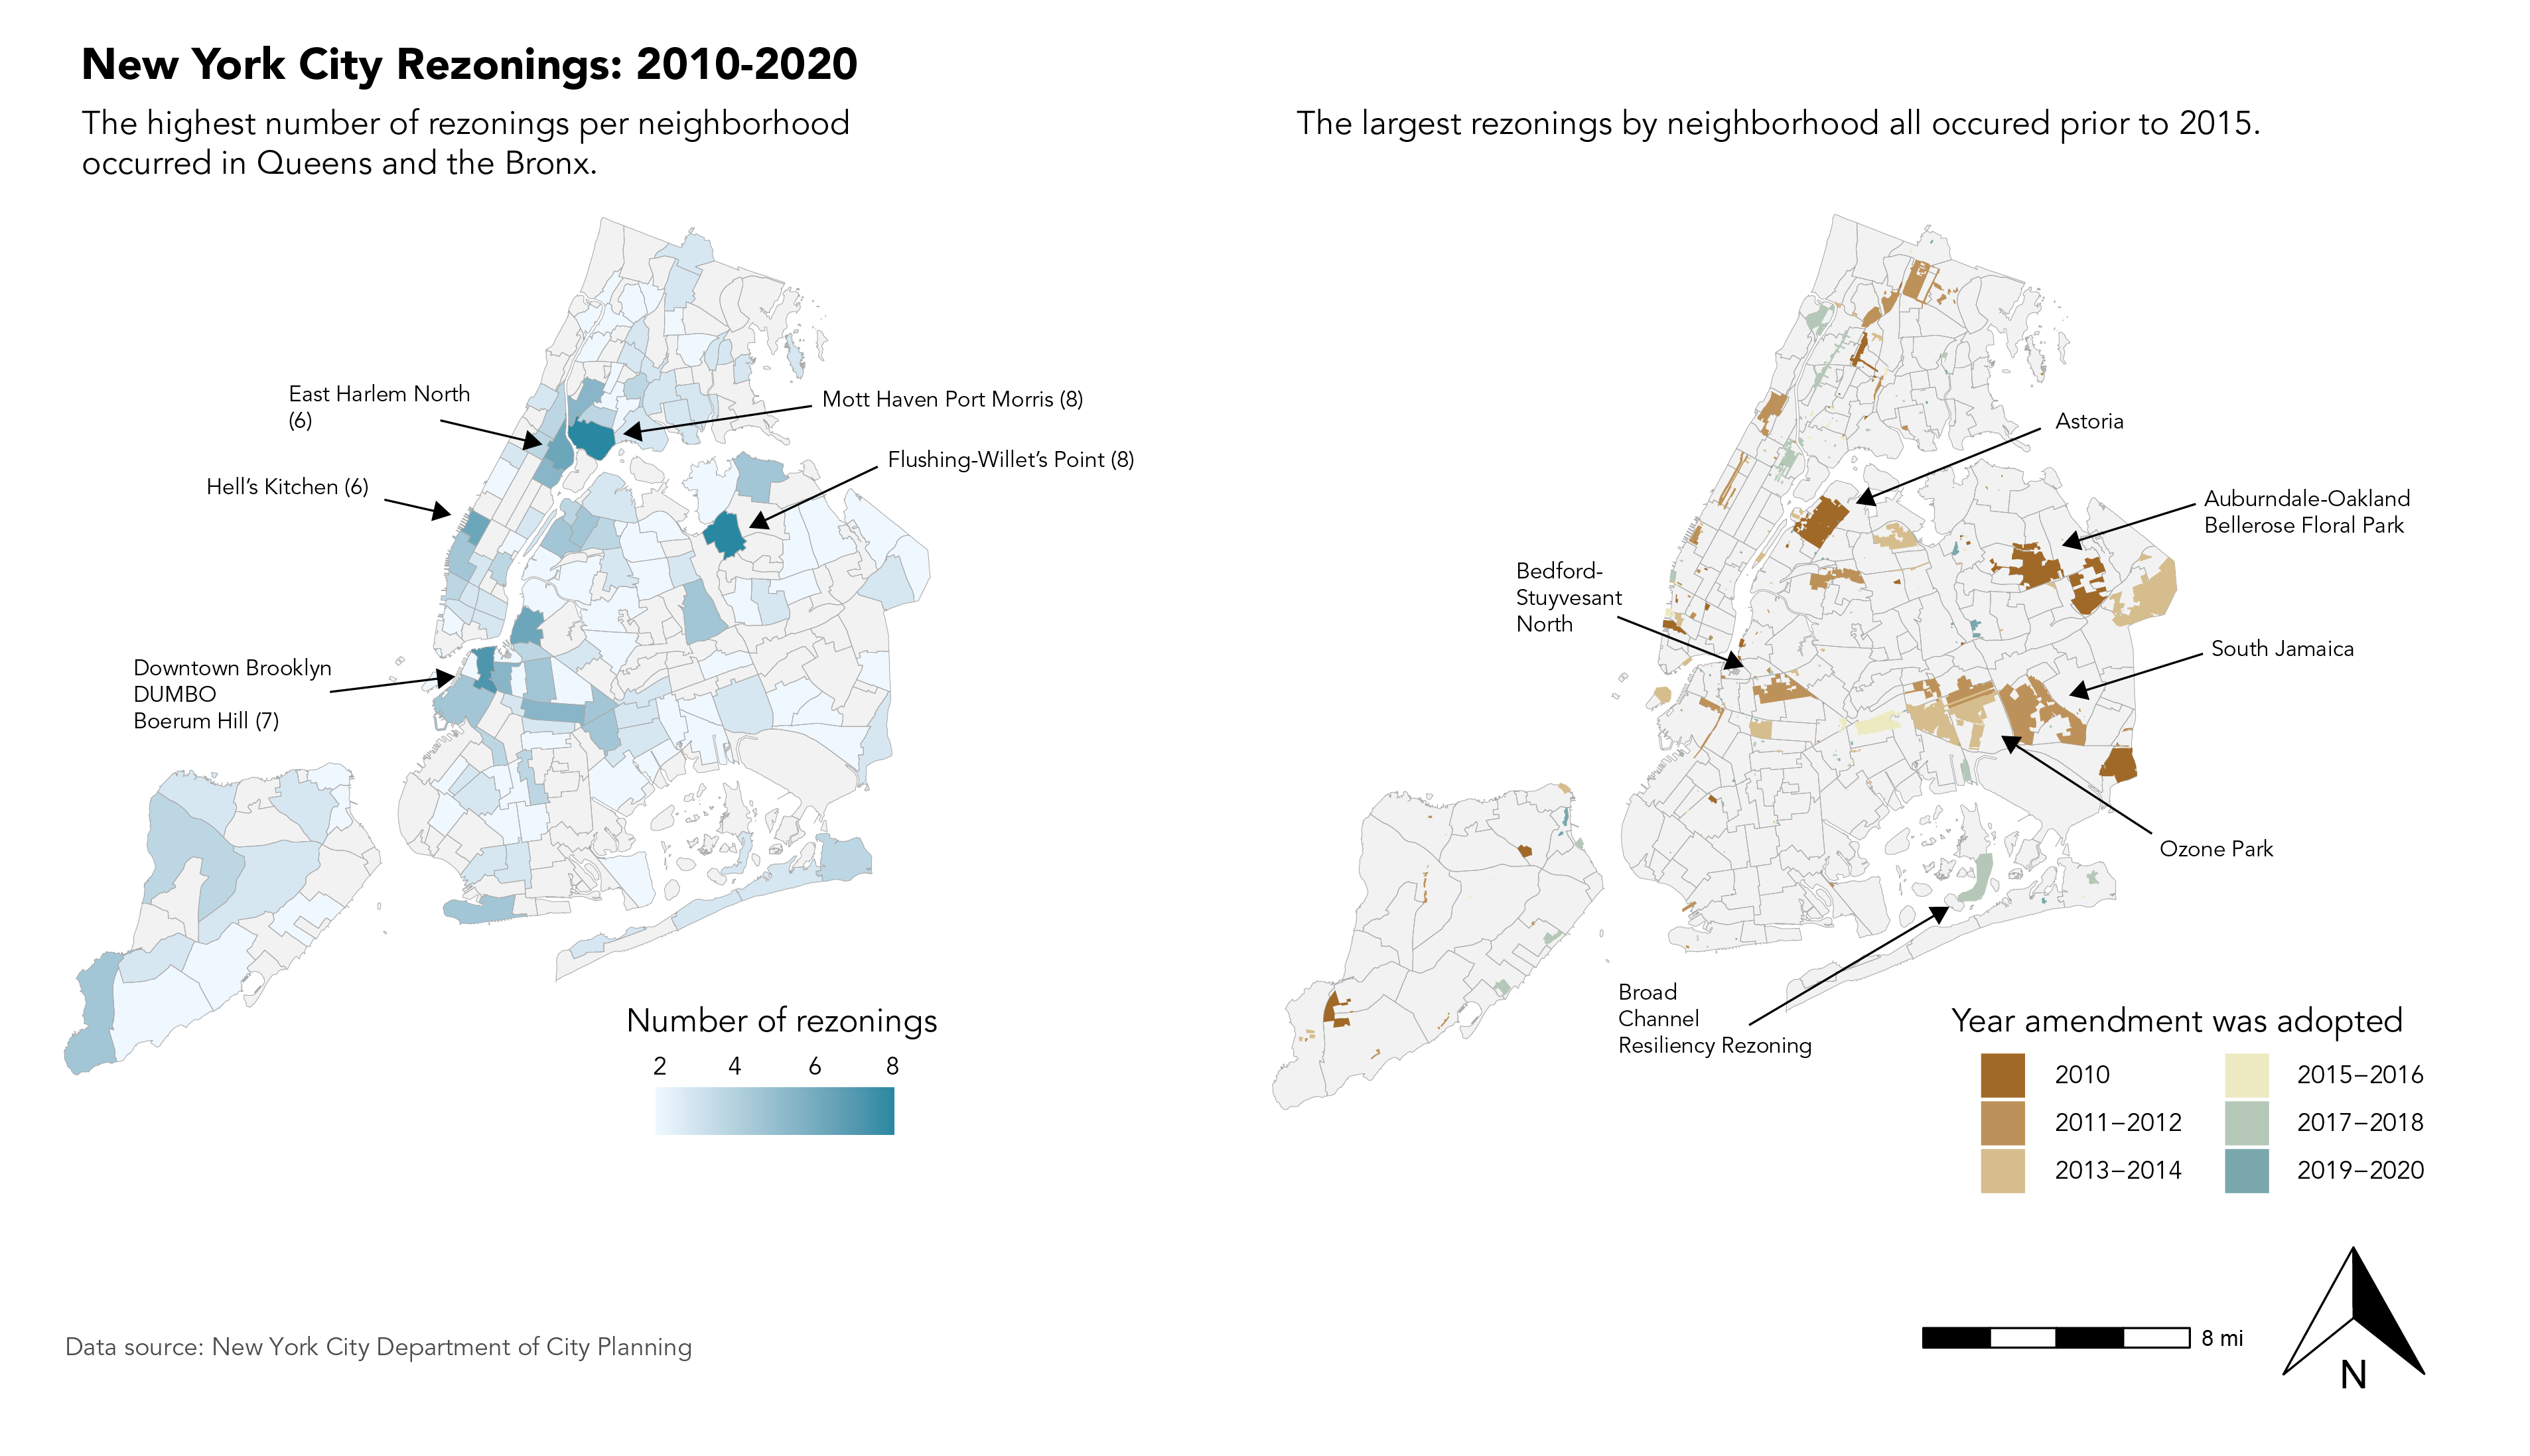 New York City Rezonings: 2010-2020
The highest number of rezonings per neighborhood
occurred in Queens and the Bronx.
East Harlem North
(6)
Mott Haven Port Morris (8)
Flushing-Willet’s Point (8)
Hell’s Kitchen (6)
Downtown Brooklyn
DUMBO
Boerum Hill (7)
Number of rezonings
2 4 6 8
The largest rezonings by neighborhood all occured prior to 2015.
Astoria
Auburndale-Oakland
Bellerose Floral Park
Bedford-
Stuyvesant
North
South Jamaica
Ozone Park
Broad
Channel
Resiliency Rezoning
Year amendment was adopted
2010
2011–2012
2013–2014
2015–2016
2017–2018
2019–2020
8 mi
N
Data source: New York City Department of City Planning